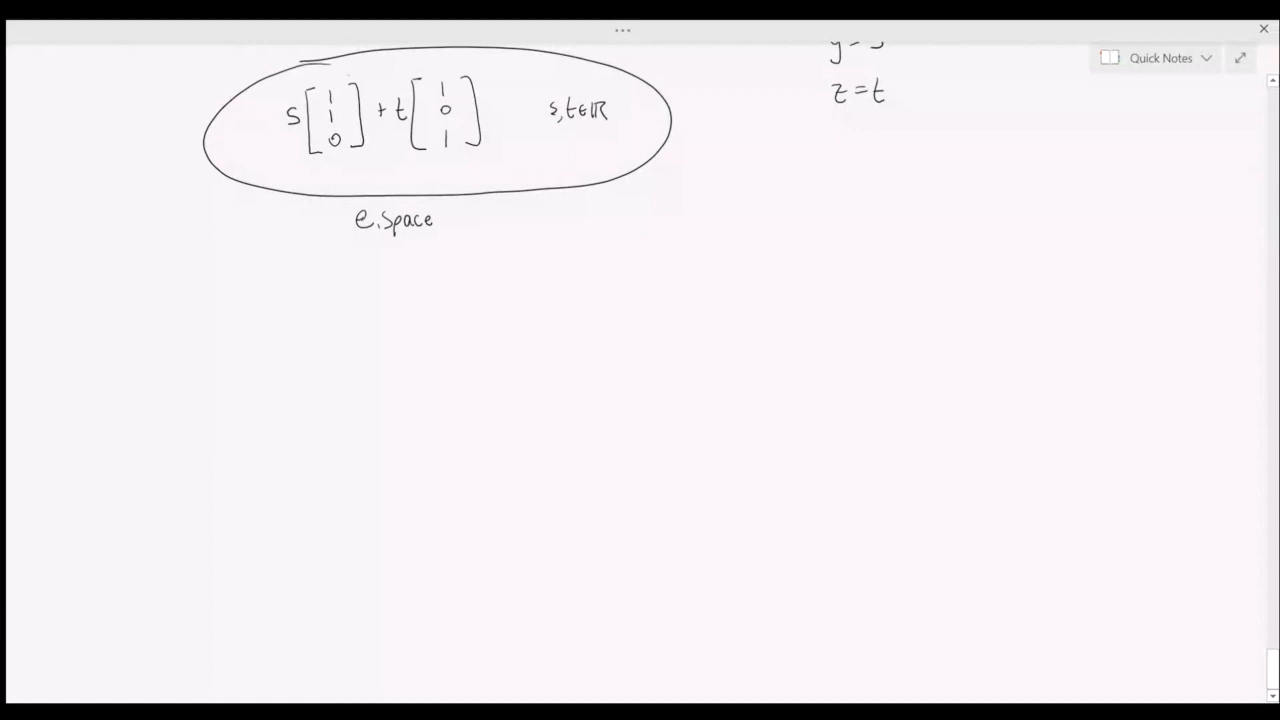 ...
Quick Notes
y = s
z = t
s [1 1 0] + t [1 0 1] s, t ∈ ℝ
e. space